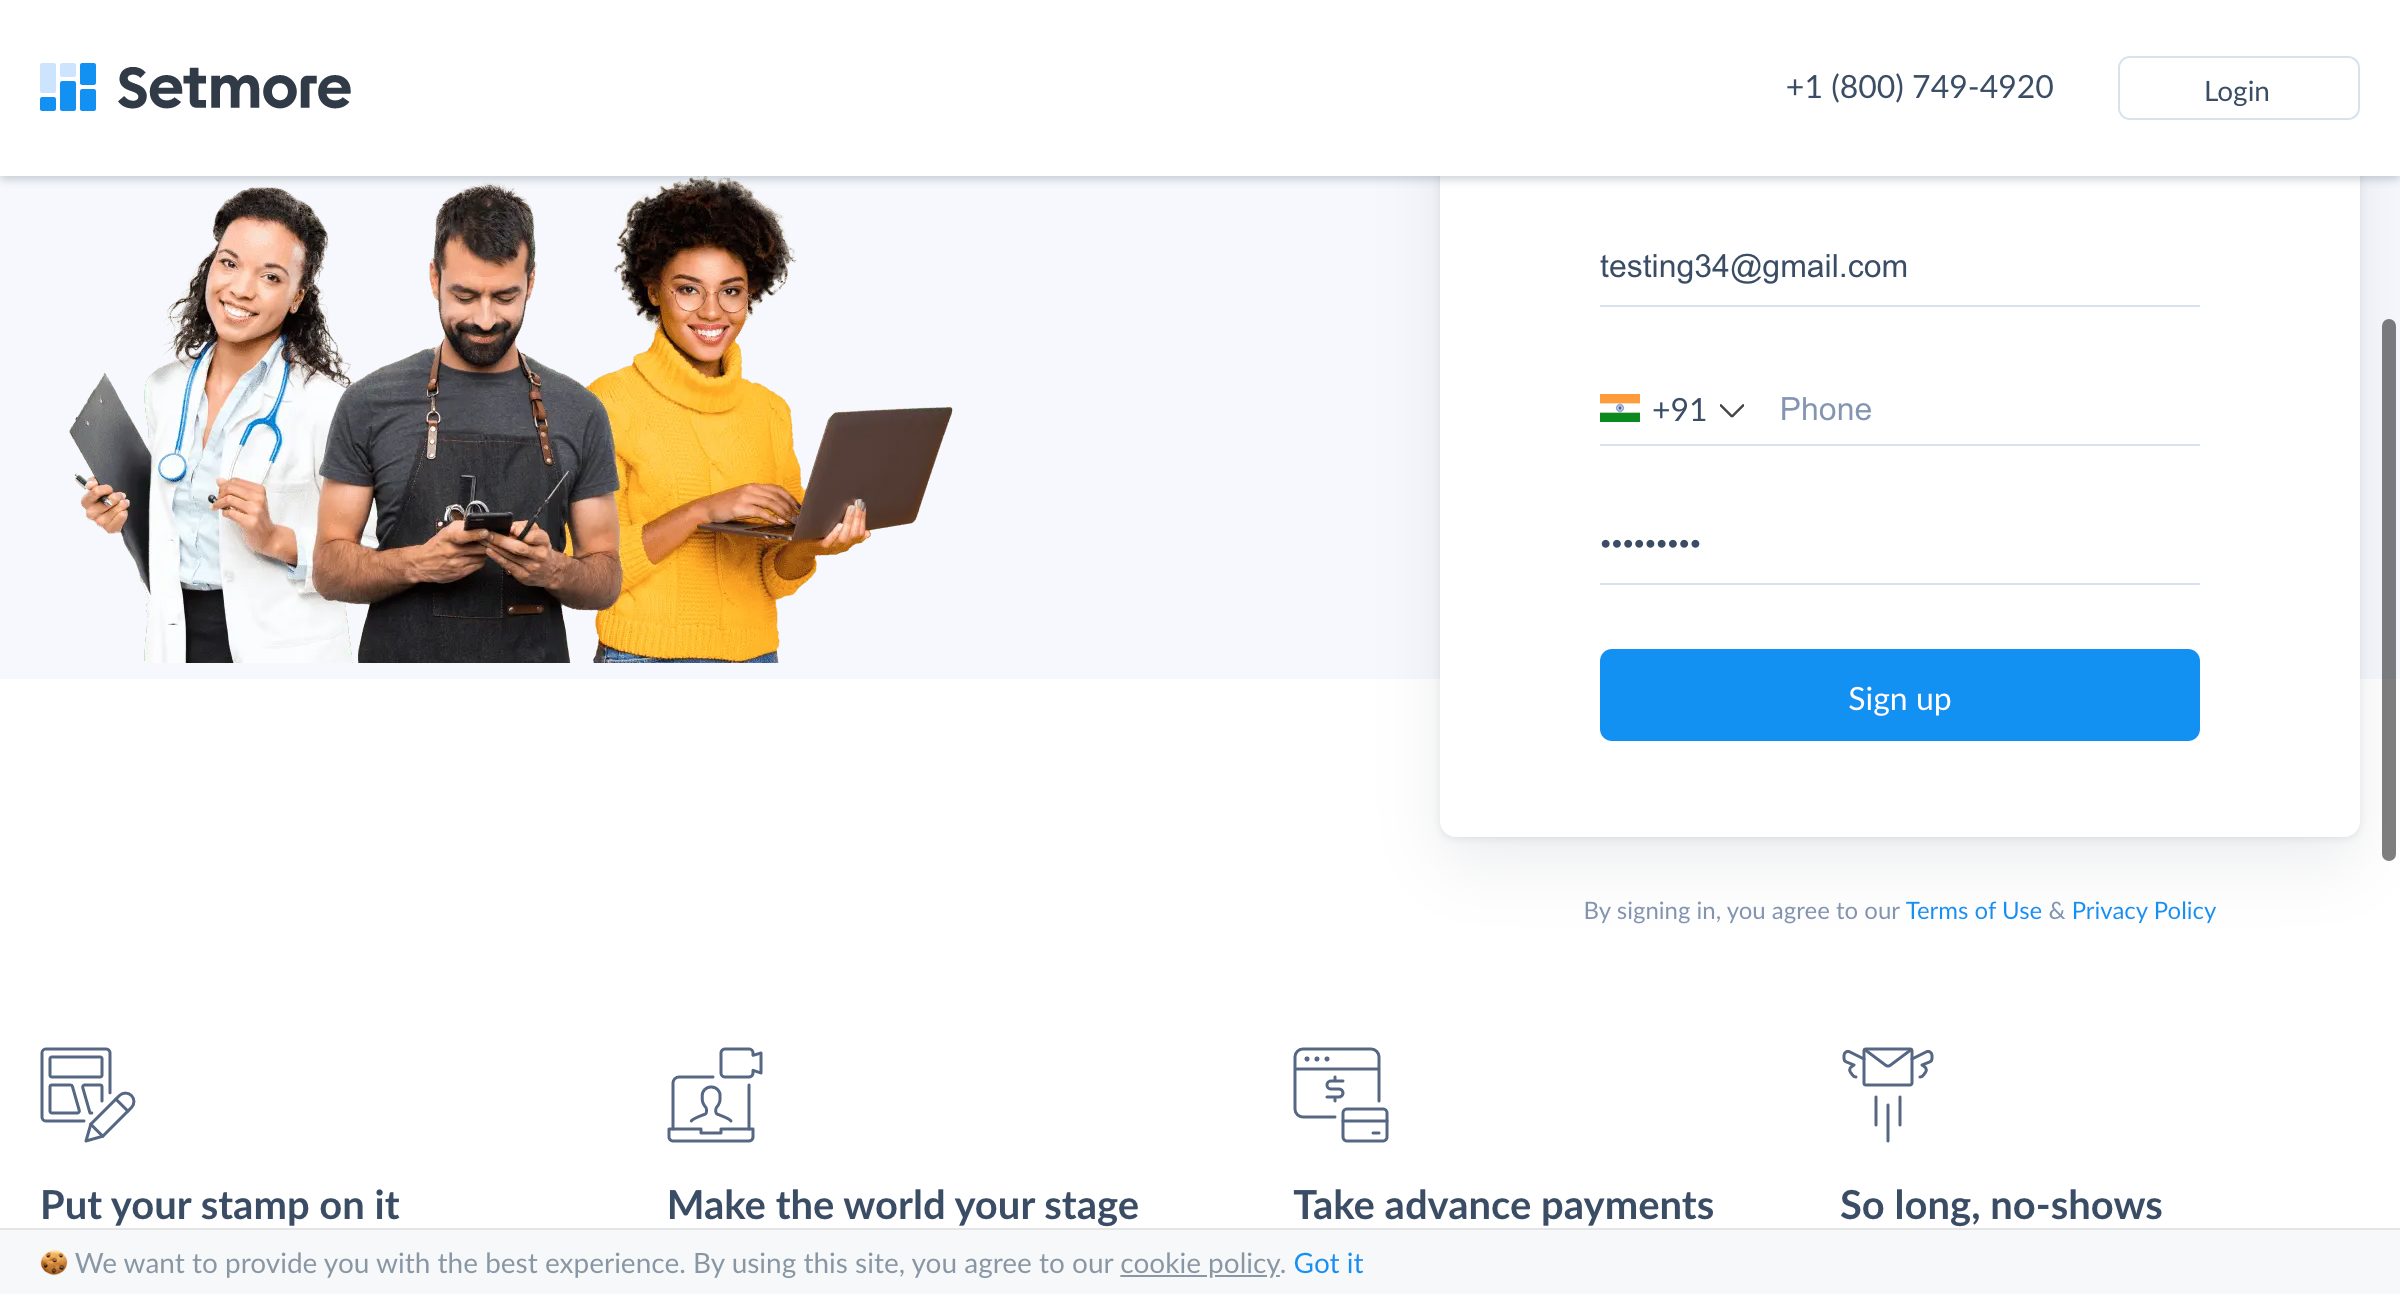 Setmore
+1 (800) 749-4920
Login
testing34@gmail.com
+91
Phone
•••••••••
Sign up
By signing in, you agree to our Terms of Use & Privacy Policy
Put your stamp on it
Make the world your stage
Take advance payments
So long, no-shows
We want to provide you with the best experience. By using this site, you agree to our cookie policy. Got it